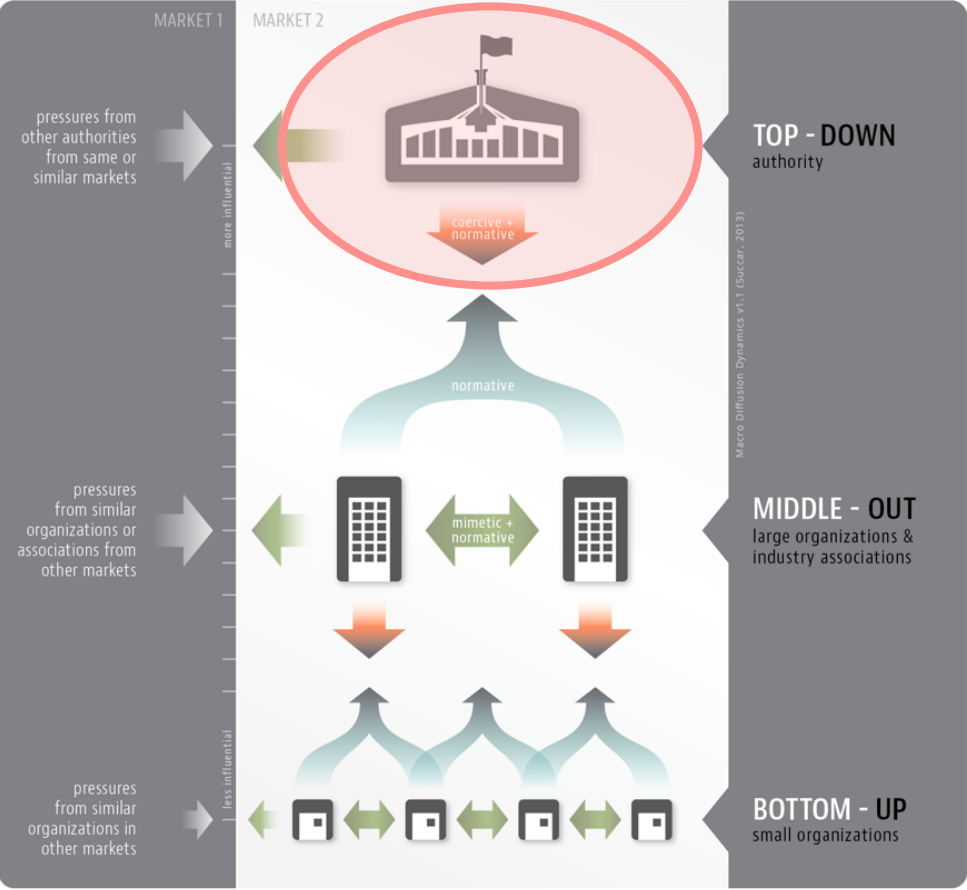 MARKET 1
MARKET 2
pressures from
other authorities
from same or
similar markets
more influential
coercive +
normative
TOP - DOWN
authority
Macro Diffusion Dynamics v1.1 (Succar, 2013)
normative
pressures
from similar
organizations or
associations from
other markets
mimetic +
normative
MIDDLE - OUT
large organizations &
industry associations
less influential
pressures
from similar
organizations in
other markets
BOTTOM - UP
small organizations